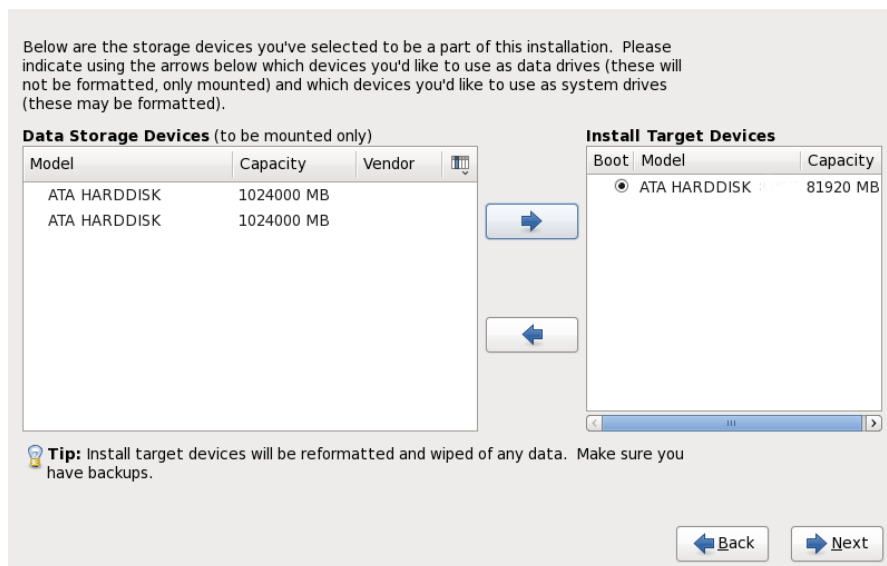 Below are the storage devices you've selected to be a part of this installation.  Please
indicate using the arrows below which devices you'd like to use as data drives (these will
not be formatted, only mounted) and which devices you'd like to use as system drives
(these may be formatted).
Data Storage Devices (to be mounted only)
Model Capacity Vendor
ATA HARDDISK 1024000 MB
ATA HARDDISK 1024000 MB
Install Target Devices
Boot Model Capacity
ATA HARDDISK 81920 MB
Tip: Install target devices will be reformatted and wiped of any data.  Make sure you
have backups.
Back Next